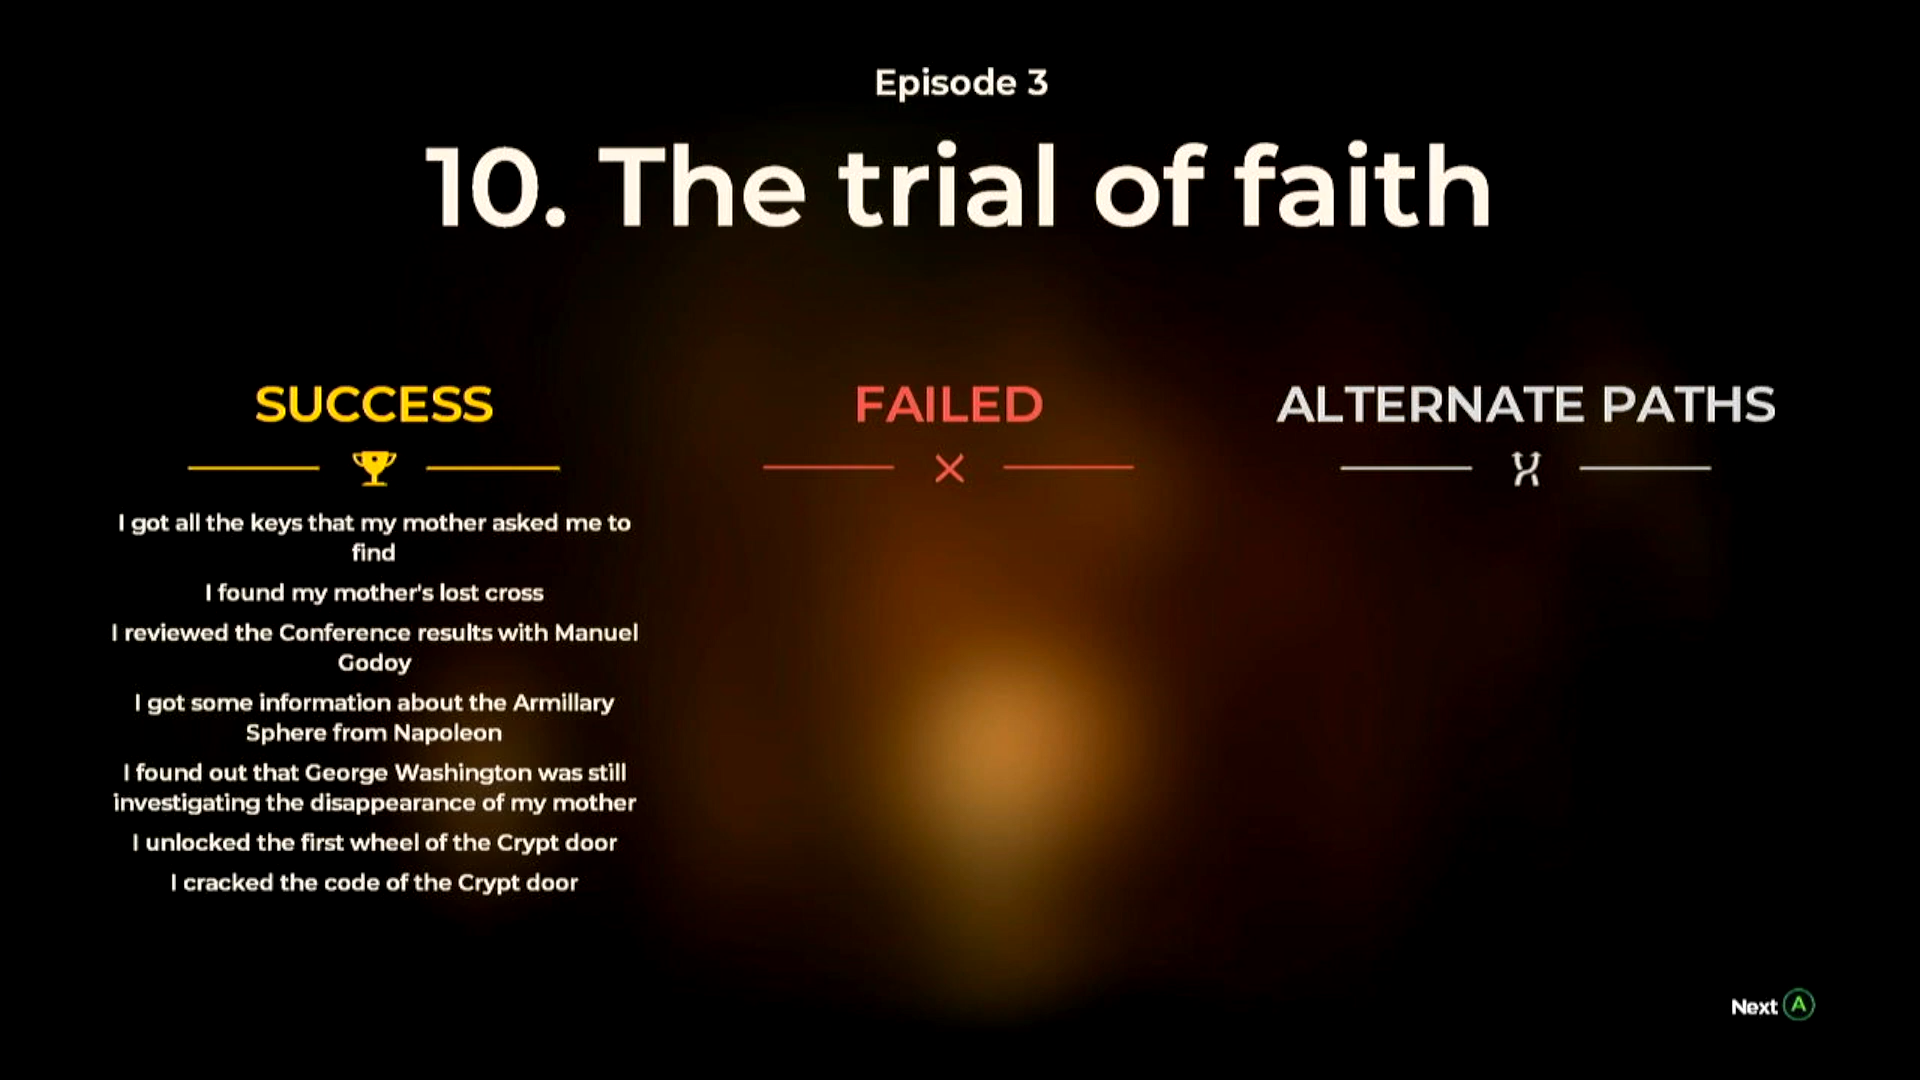 Episode 3
10. The trial of faith
SUCCESS
I got all the keys that my mother asked me to
find
I found my mother's lost cross
I reviewed the Conference results with Manuel
Godoy
I got some information about the Armillary
Sphere from Napoleon
I found out that George Washington was still
investigating the disappearance of my mother
I unlocked the first wheel of the Crypt door
I cracked the code of the Crypt door
FAILED
ALTERNATE PATHS
Next A